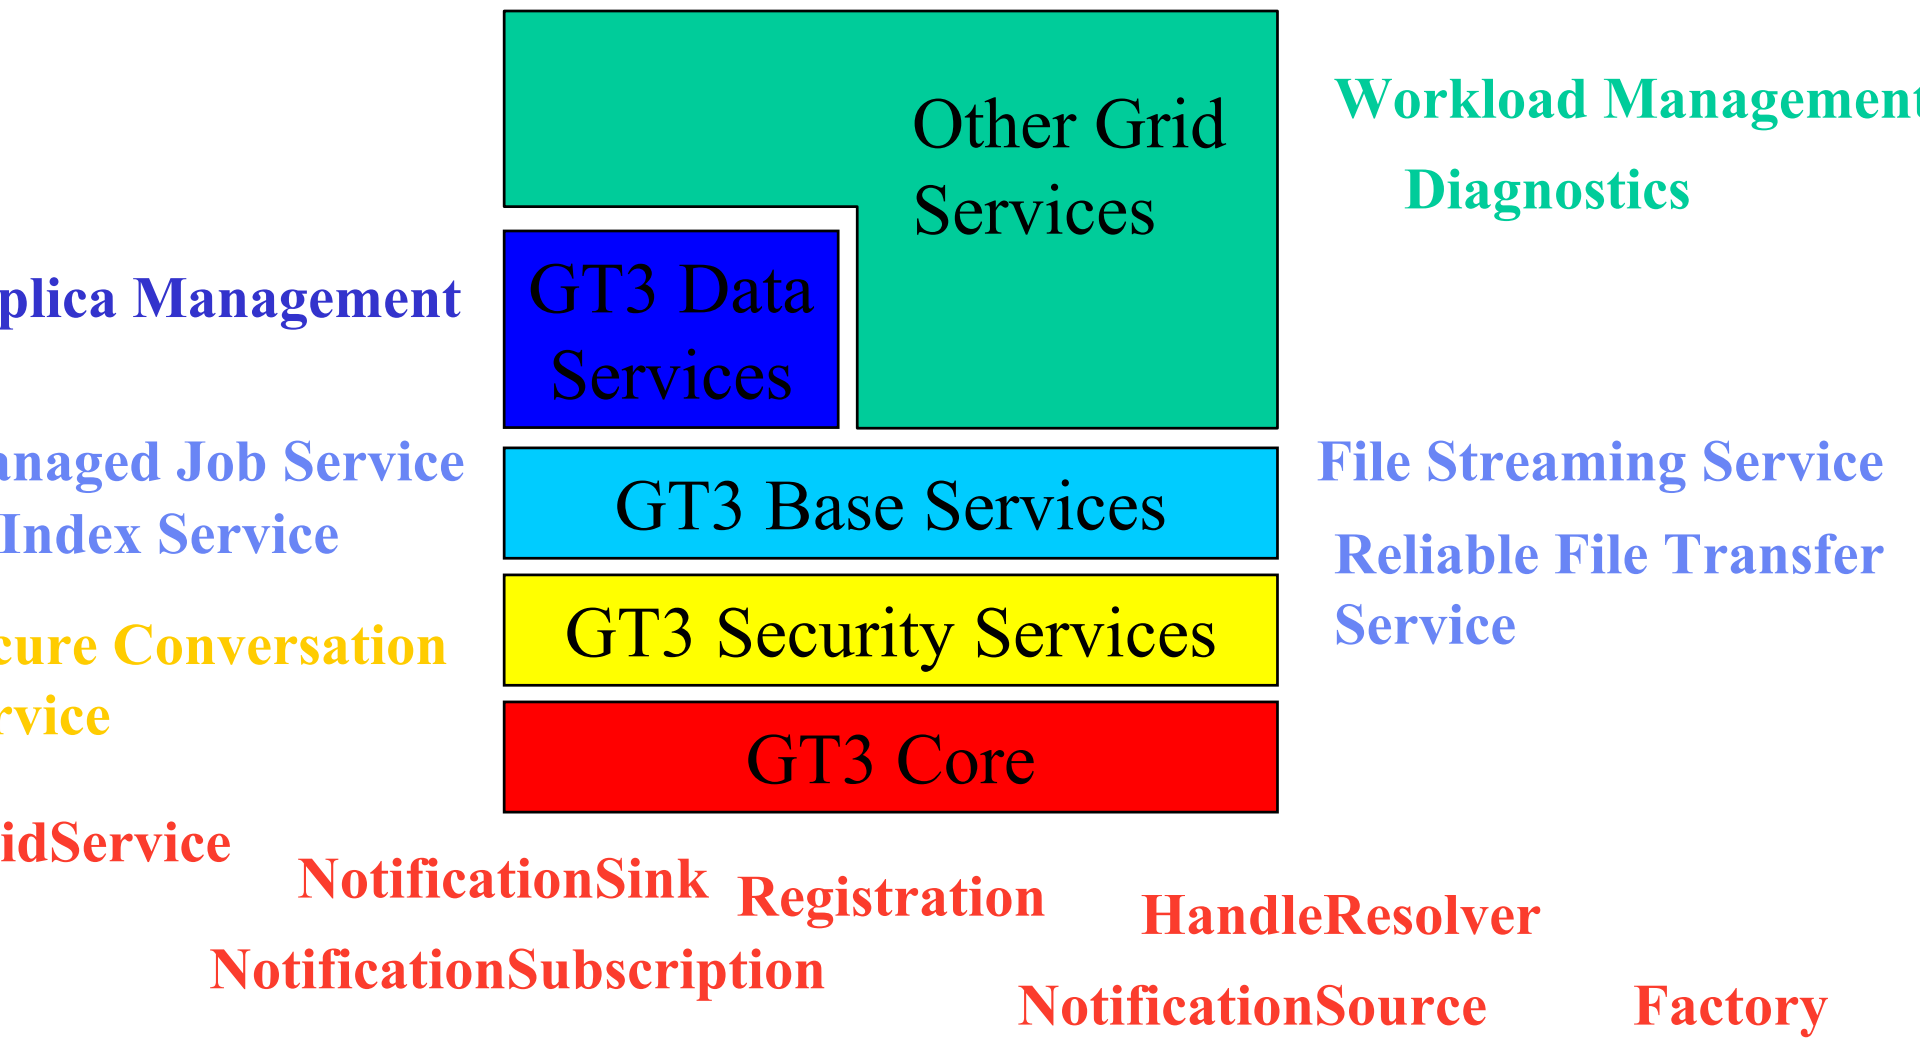 Other Grid
Services
Workload Management
Diagnostics
GT3 Data
Services
plica Management
anaged Job Service
Index Service
GT3 Base Services
File Streaming Service
Reliable File Transfer
Service
GT3 Security Services
cure Conversation
rvice
GT3 Core
idService
NotificationSink
Registration
HandleResolver
NotificationSubscription
NotificationSource
Factory